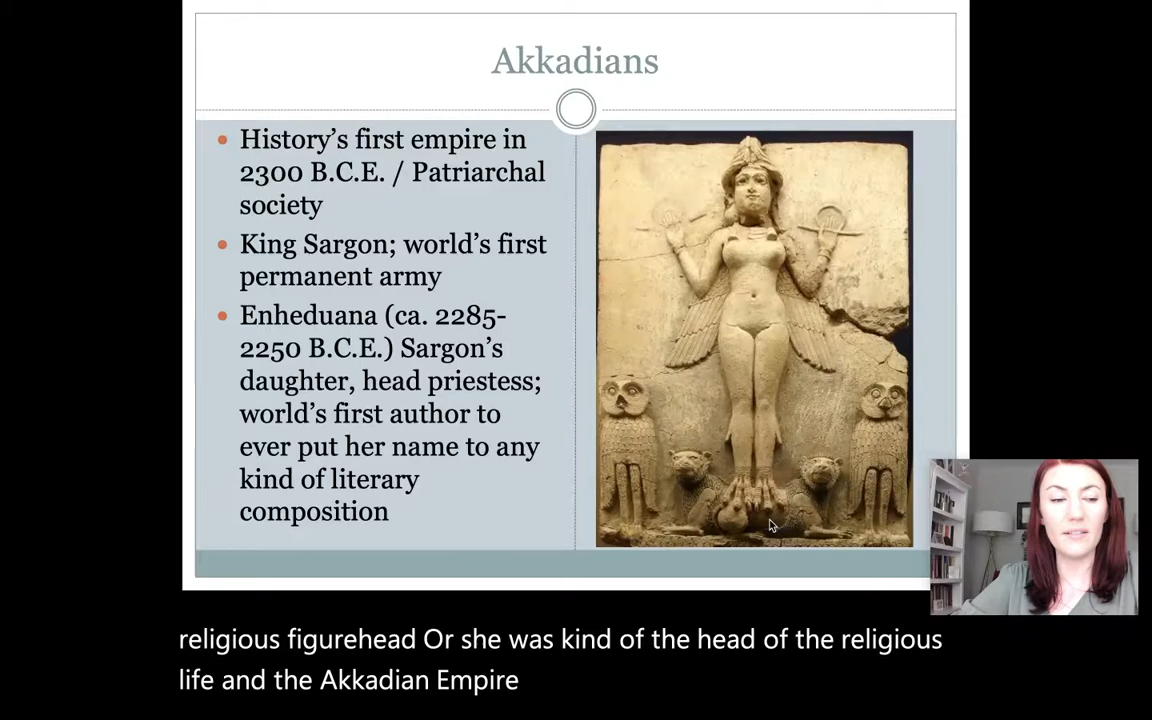 Akkadians
History's first empire in
2300 B.C.E. / Patriarchal
society
King Sargon; world's first
permanent army
Enheduana (ca. 2285-
2250 B.C.E.) Sargon's
daughter, head priestess;
world's first author to
ever put her name to any
kind of literary
composition
religious figurehead Or she was kind of the head of the religious
life and the Akkadian Empire